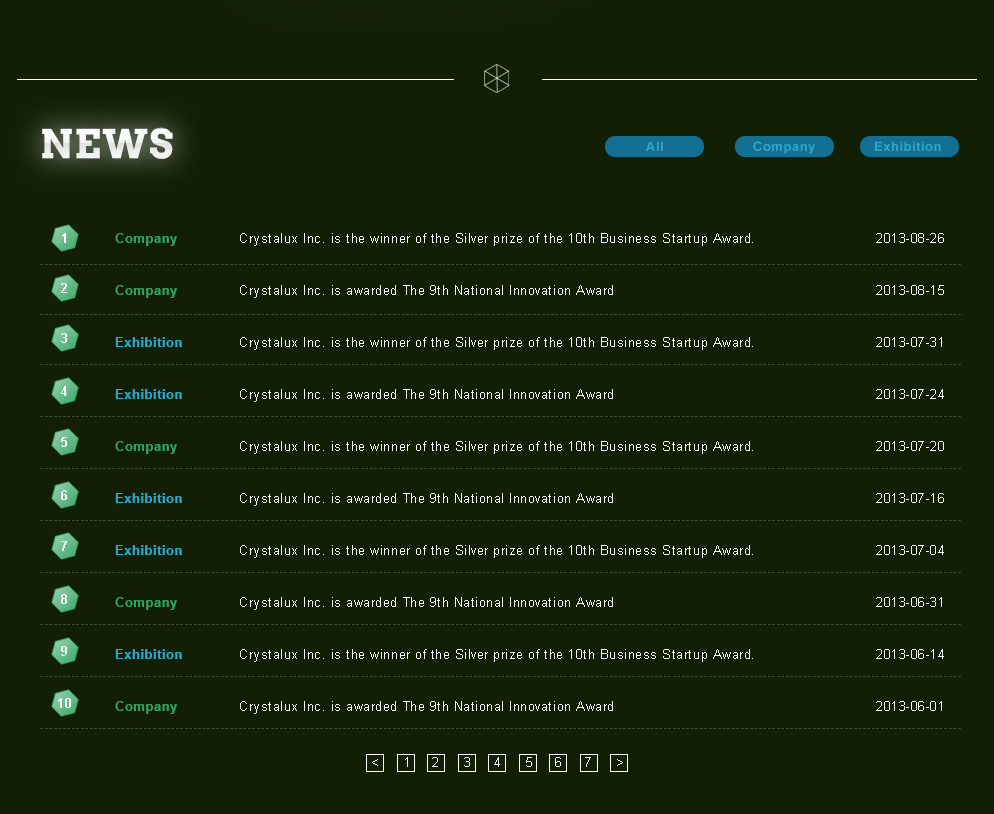 NEWS
All Company Exhibition
1 Company Crystalux Inc. is the winner of the Silver prize of the 10th Business Startup Award. 2013-08-26
2 Company Crystalux Inc. is awarded The 9th National Innovation Award 2013-08-15
3 Exhibition Crystalux Inc. is the winner of the Silver prize of the 10th Business Startup Award. 2013-07-31
4 Exhibition Crystalux Inc. is awarded The 9th National Innovation Award 2013-07-24
5 Company Crystalux Inc. is the winner of the Silver prize of the 10th Business Startup Award. 2013-07-20
6 Exhibition Crystalux Inc. is awarded The 9th National Innovation Award 2013-07-16
7 Exhibition Crystalux Inc. is the winner of the Silver prize of the 10th Business Startup Award. 2013-07-04
8 Company Crystalux Inc. is awarded The 9th National Innovation Award 2013-06-31
9 Exhibition Crystalux Inc. is the winner of the Silver prize of the 10th Business Startup Award. 2013-06-14
10 Company Crystalux Inc. is awarded The 9th National Innovation Award 2013-06-01
< 1 2 3 4 5 6 7 >